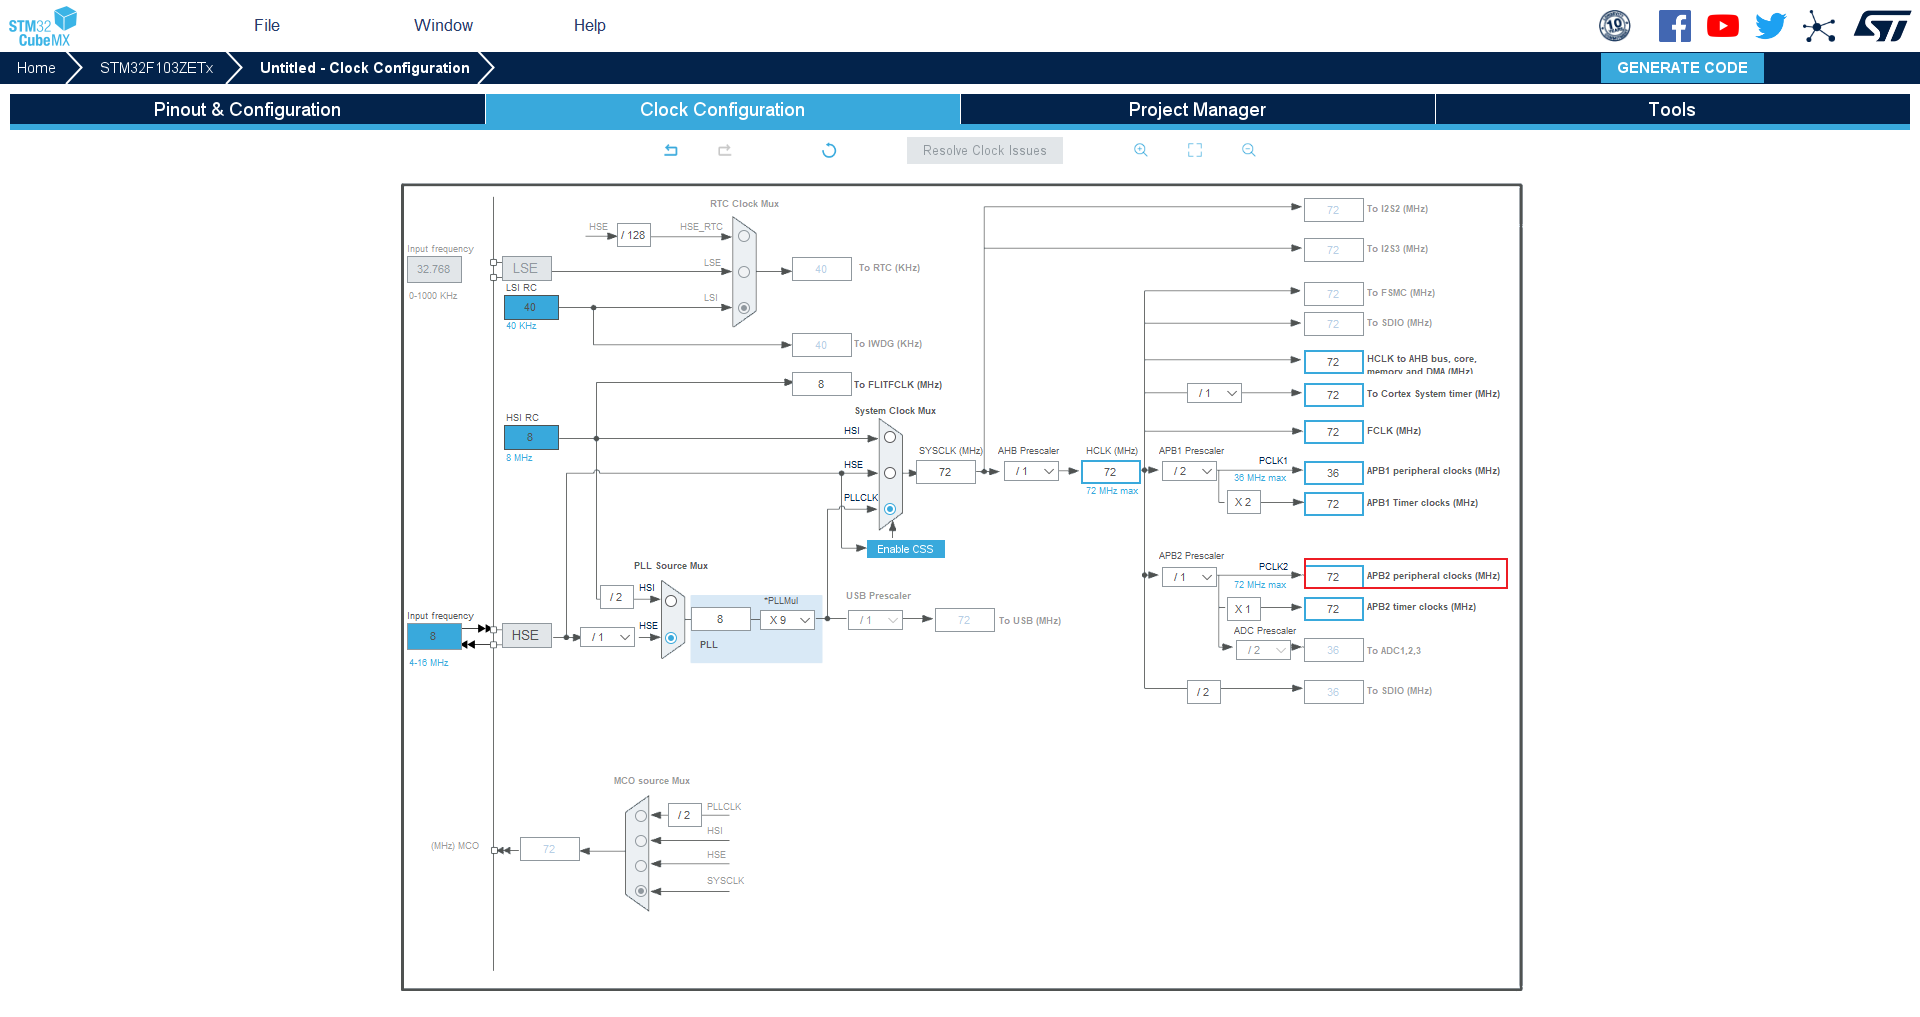 STM32
CubeMX
File
Window
Help
10
Home
STM32F103ZETx
Untitled - Clock Configuration
GENERATE CODE
Pinout & Configuration
Clock Configuration
Project Manager
Tools
Resolve Clock Issues
RTC Clock Mux
HSE
/ 128
HSE_RTC
Input frequency
32.768
0-1000 KHz
LSE
LSE
40
To RTC (KHz)
LSI RC
40
40 KHz
LSI
40
To IWDG (KHz)
8
To FLITFCLK (MHz)
System Clock Mux
HSI RC
8
8 MHz
HSI
HSE
PLLCLK
Enable CSS
SYSCLK (MHz)
72
AHB Prescaler
/ 1
HCLK (MHz)
72
72 MHz max
72
To I2S2 (MHz)
72
To I2S3 (MHz)
72
To FSMC (MHz)
72
To SDIO (MHz)
72
HCLK to AHB bus, core,
memory and DMA (MHz)
/ 1
72
To Cortex System timer (MHz)
72
FCLK (MHz)
APB1 Prescaler
/ 2
PCLK1
36 MHz max
36
APB1 peripheral clocks (MHz)
X 2
72
APB1 Timer clocks (MHz)
APB2 Prescaler
/ 1
PCLK2
72 MHz max
72
APB2 peripheral clocks (MHz)
X 1
72
APB2 timer clocks (MHz)
ADC Prescaler
/ 2
36
To ADC1,2,3
/ 2
36
To SDIO (MHz)
PLL Source Mux
/ 2
HSI
Input frequency
8
4-16 MHz
HSE
/ 1
HSE
8
*PLLMul
X 9
PLL
USB Prescaler
/ 1
72
To USB (MHz)
MCO source Mux
/ 2
PLLCLK
HSI
HSE
SYSCLK
(MHz) MCO
72